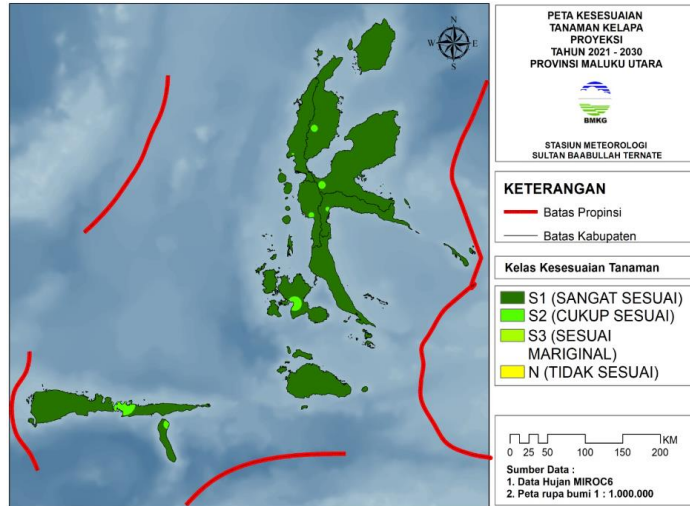 N
W E
S
PETA KESESUAIAN
TANAMAN KELAPA
PROYEKSI
TAHUN 2021 - 2030
PROVINSI MALUKU UTARA
BMKG
STASIUN METEOROLOGI
SULTAN BAABULLAH TERNATE
KETERANGAN
Batas Propinsi
Batas Kabupaten
Kelas Kesesuaian Tanaman
S1 (SANGAT SESUAI)
S2 (CUKUP SESUAI)
S3 (SESUAI
MARIGINAL)
N (TIDAK SESUAI)
KM
0 25 50 100 150 200
Sumber Data :
1. Data Hujan MIROC6
2. Peta rupa bumi 1 : 1.000.000